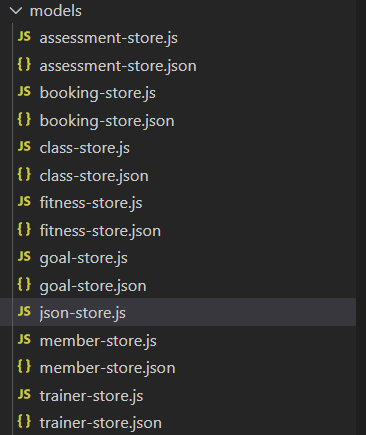 models
JS assessment-store.js
{} assessment-store.json
JS booking-store.js
{} booking-store.json
JS class-store.js
{} class-store.json
JS fitness-store.js
{} fitness-store.json
JS goal-store.js
{} goal-store.json
JS json-store.js
JS member-store.js
{} member-store.json
JS trainer-store.js
{} trainer-store.json